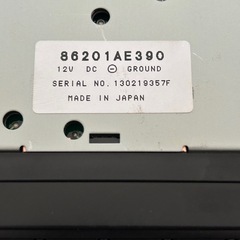 86201AE390
12V DC ⊖ GROUND
SERIAL NO. 130219357F
MADE IN JAPAN